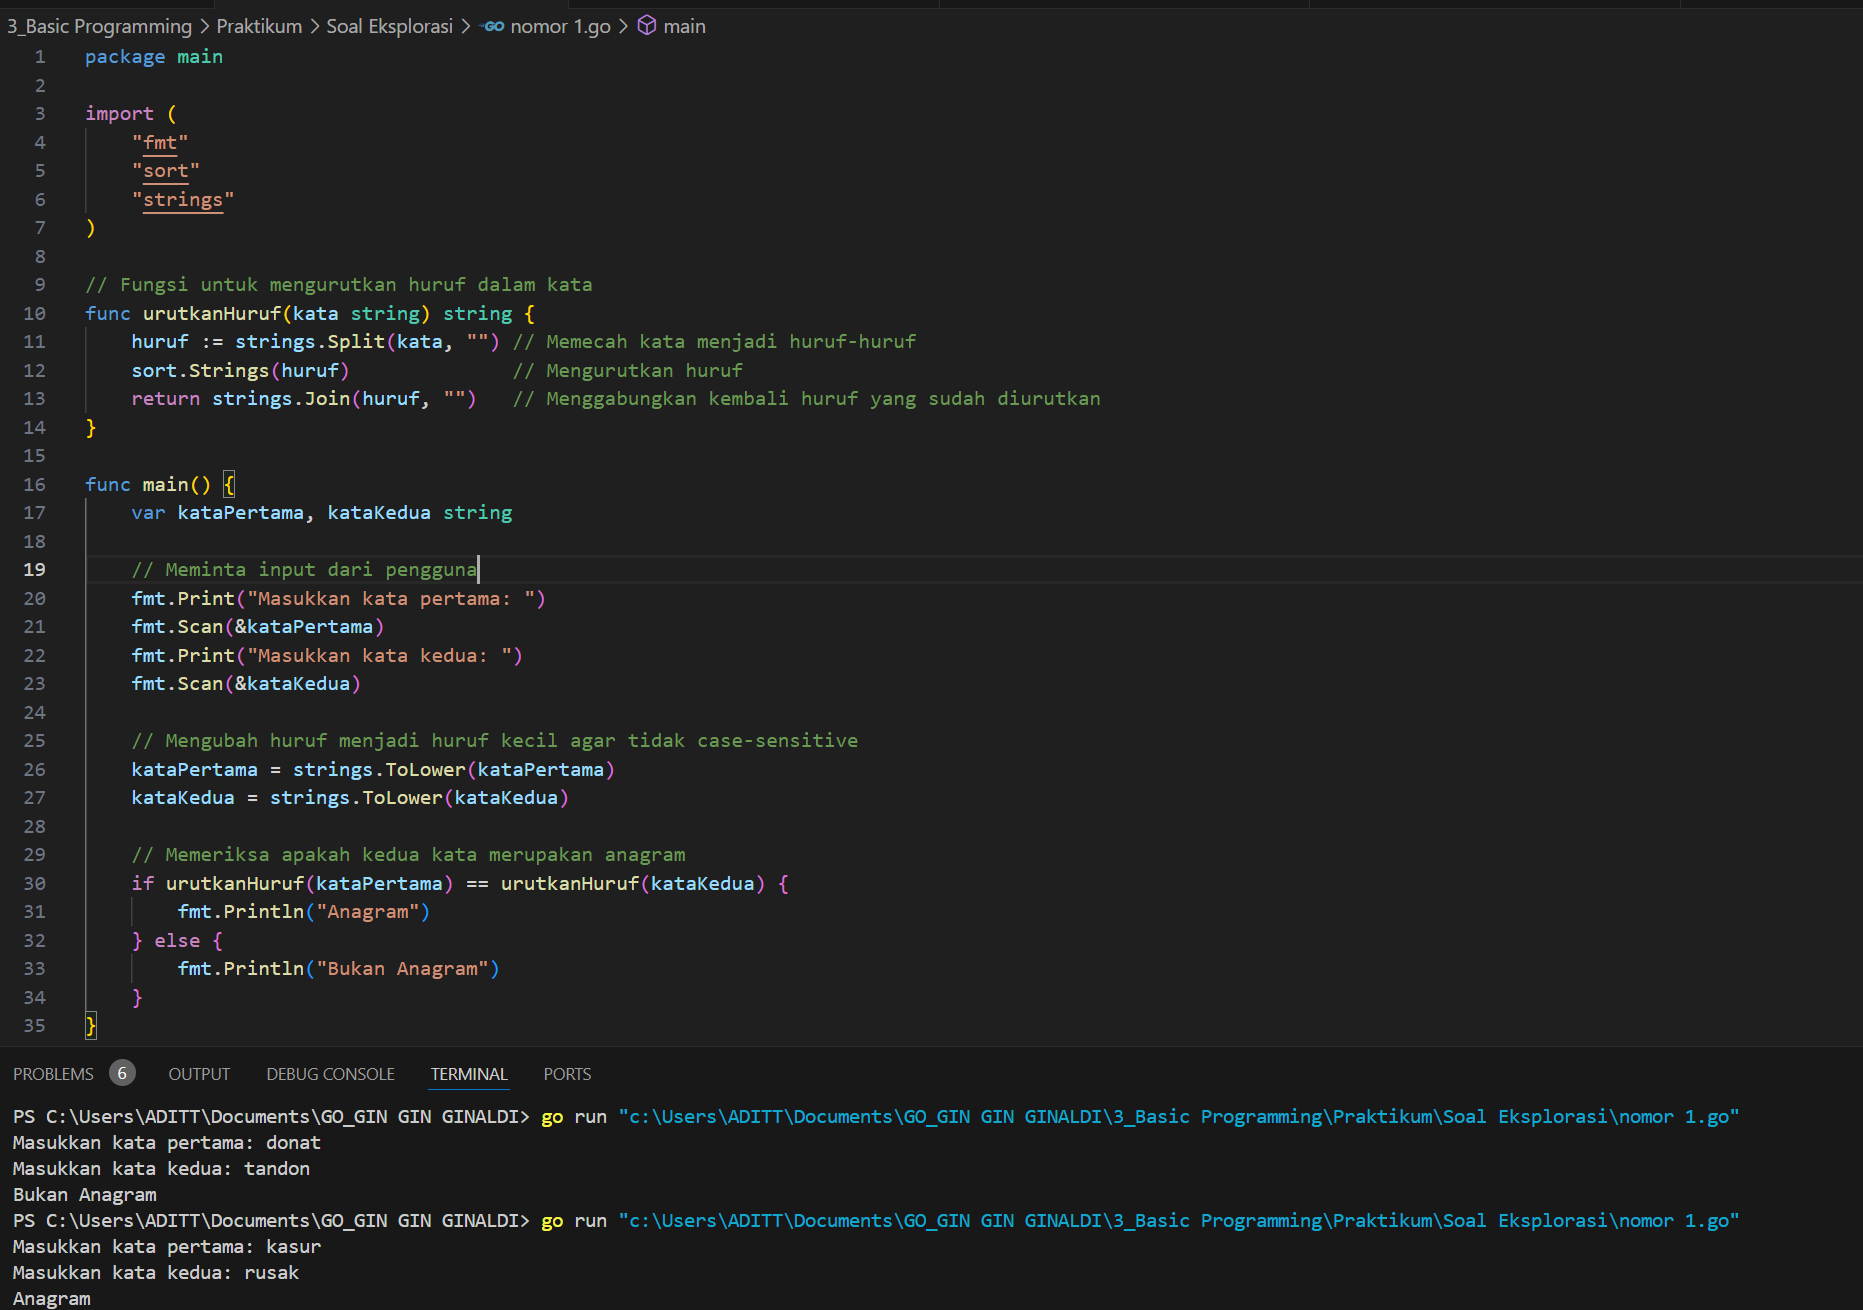 3_Basic Programming > Praktikum > Soal Eksplorasi > GO nomor 1.go > main
1 package main
2
3 import (
4 "fmt"
5 "sort"
6 "strings"
7 )
8
9 // Fungsi untuk mengurutkan huruf dalam kata
10 func urutkanHuruf(kata string) string {
11 huruf := strings.Split(kata, "") // Memecah kata menjadi huruf-huruf
12 sort.Strings(huruf) // Mengurutkan huruf
13 return strings.Join(huruf, "") // Menggabungkan kembali huruf yang sudah diurutkan
14 }
15
16 func main() {
17 var kataPertama, kataKedua string
18
19 // Meminta input dari pengguna
20 fmt.Print("Masukkan kata pertama: ")
21 fmt.Scan(&kataPertama)
22 fmt.Print("Masukkan kata kedua: ")
23 fmt.Scan(&kataKedua)
24
25 // Mengubah huruf menjadi huruf kecil agar tidak case-sensitive
26 kataPertama = strings.ToLower(kataPertama)
27 kataKedua = strings.ToLower(kataKedua)
28
29 // Memeriksa apakah kedua kata merupakan anagram
30 if urutkanHuruf(kataPertama) == urutkanHuruf(kataKedua) {
31 fmt.Println("Anagram")
32 } else {
33 fmt.Println("Bukan Anagram")
34 }
35 }
PROBLEMS 6 OUTPUT DEBUG CONSOLE TERMINAL PORTS
PS C:\Users\ADITT\Documents\GO_GIN GIN GINALDI> go run "c:\Users\ADITT\Documents\GO_GIN GIN GINALDI\3_Basic Programming\Praktikum\Soal Eksplorasi\nomor 1.go"
Masukkan kata pertama: donat
Masukkan kata kedua: tandon
Bukan Anagram
PS C:\Users\ADITT\Documents\GO_GIN GIN GINALDI> go run "c:\Users\ADITT\Documents\GO_GIN GIN GINALDI\3_Basic Programming\Praktikum\Soal Eksplorasi\nomor 1.go"
Masukkan kata pertama: kasur
Masukkan kata kedua: rusak
Anagram